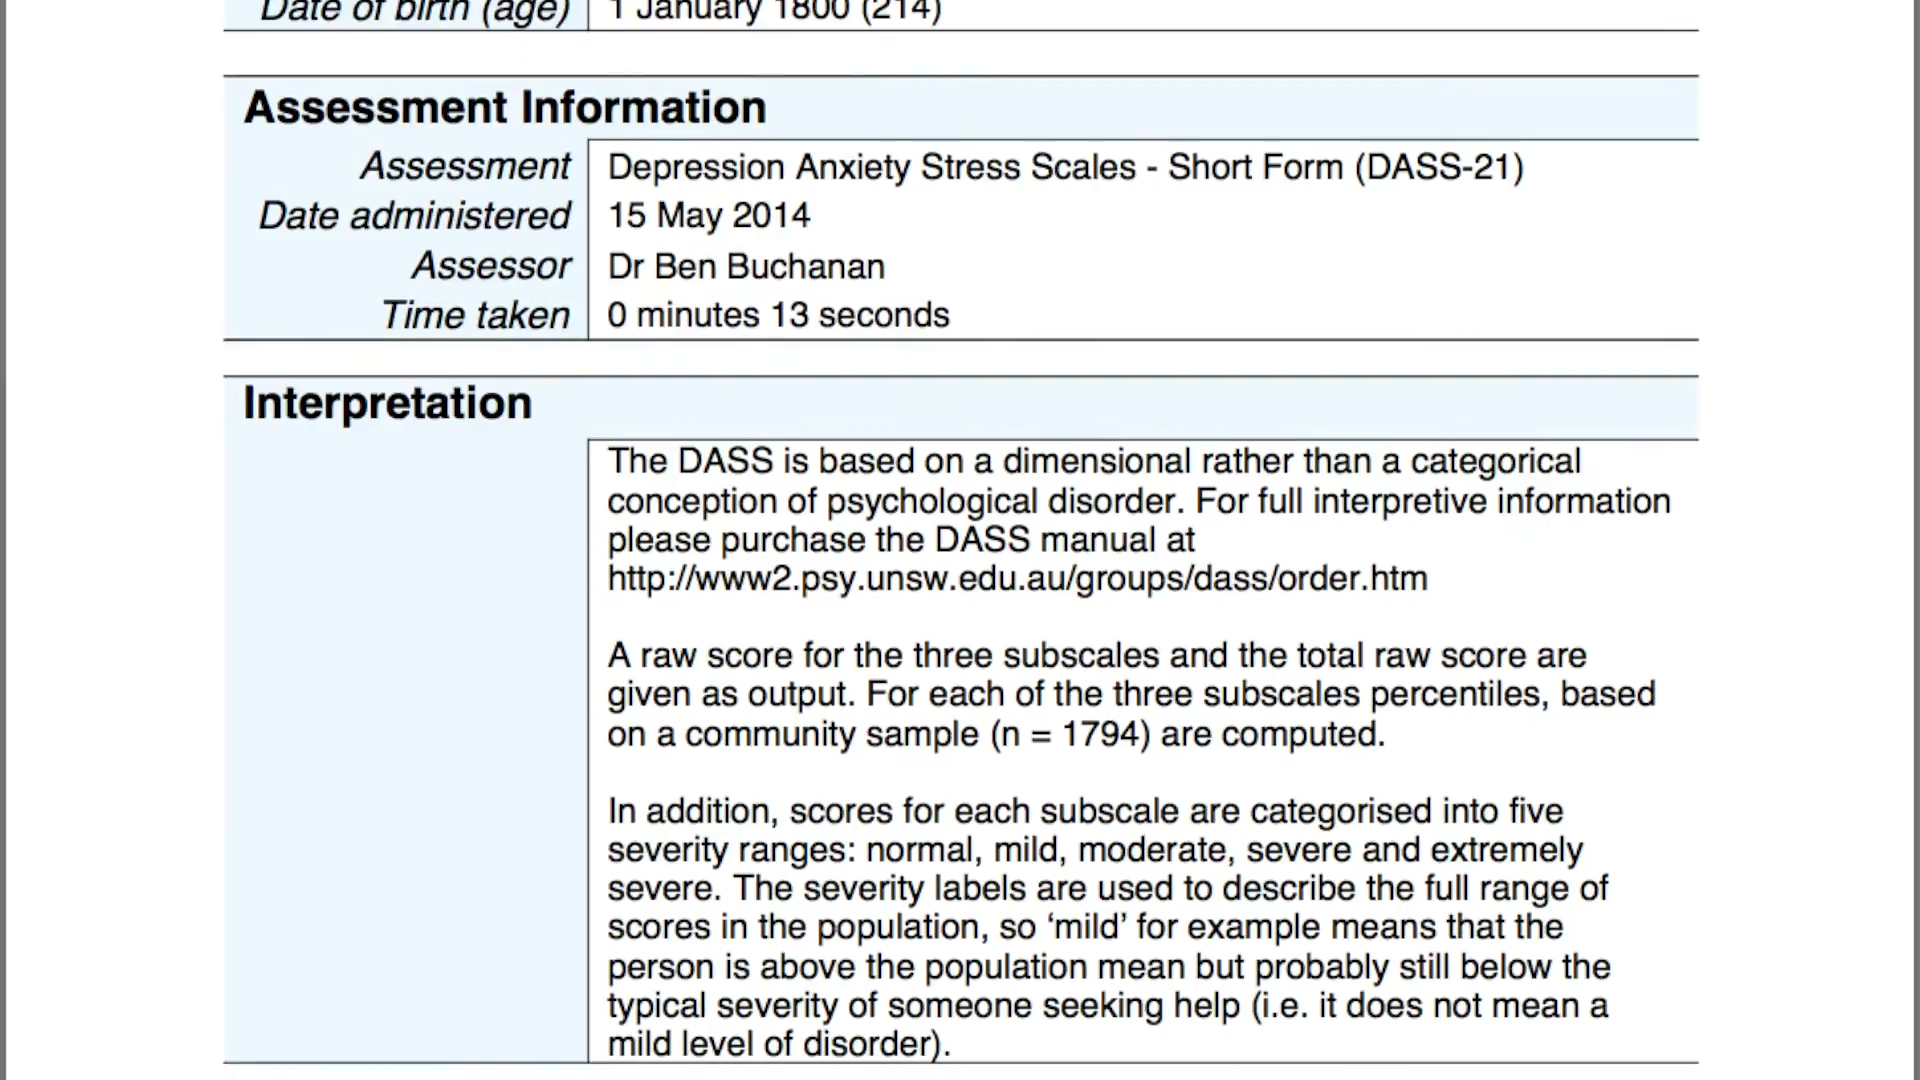 Date of birth (age) 1 January 1800 (214)
Assessment Information
Assessment Depression Anxiety Stress Scales - Short Form (DASS-21)
Date administered 15 May 2014
Assessor Dr Ben Buchanan
Time taken 0 minutes 13 seconds
Interpretation
The DASS is based on a dimensional rather than a categorical
conception of psychological disorder. For full interpretive information
please purchase the DASS manual at
http://www2.psy.unsw.edu.au/groups/dass/order.htm
A raw score for the three subscales and the total raw score are
given as output. For each of the three subscales percentiles, based
on a community sample (n = 1794) are computed.
In addition, scores for each subscale are categorised into five
severity ranges: normal, mild, moderate, severe and extremely
severe. The severity labels are used to describe the full range of
scores in the population, so ‘mild’ for example means that the
person is above the population mean but probably still below the
typical severity of someone seeking help (i.e. it does not mean a
mild level of disorder).